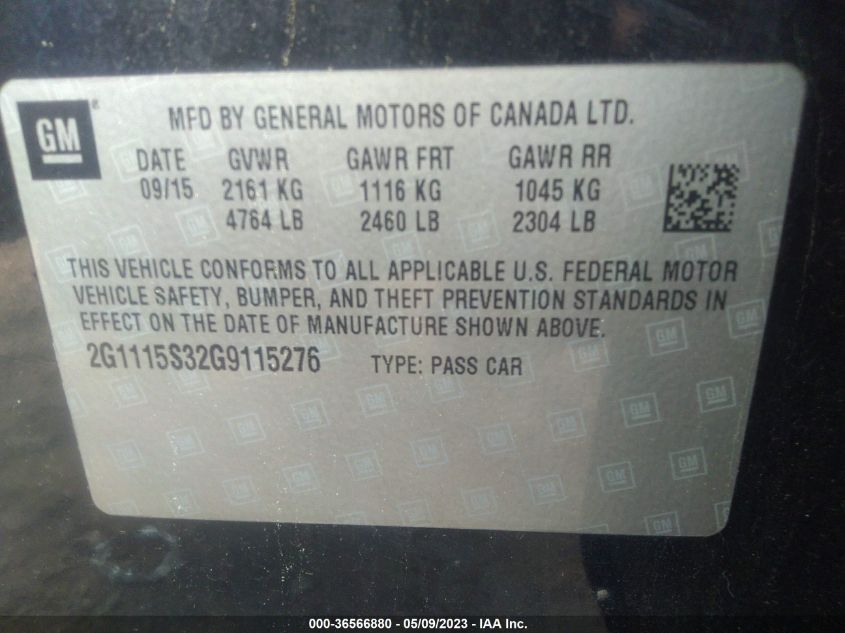 GM
MFD BY GENERAL MOTORS OF CANADA LTD.
DATE GVWR GAWR FRT GAWR RR
09/15 2161 KG 1116 KG 1045 KG
4764 LB 2460 LB 2304 LB
THIS VEHICLE CONFORMS TO ALL APPLICABLE U.S. FEDERAL MOTOR
VEHICLE SAFETY, BUMPER, AND THEFT PREVENTION STANDARDS IN
EFFECT ON THE DATE OF MANUFACTURE SHOWN ABOVE.
2G1115S32G9115276 TYPE: PASS CAR
000-36566880 - 05/09/2023 - IAA Inc.